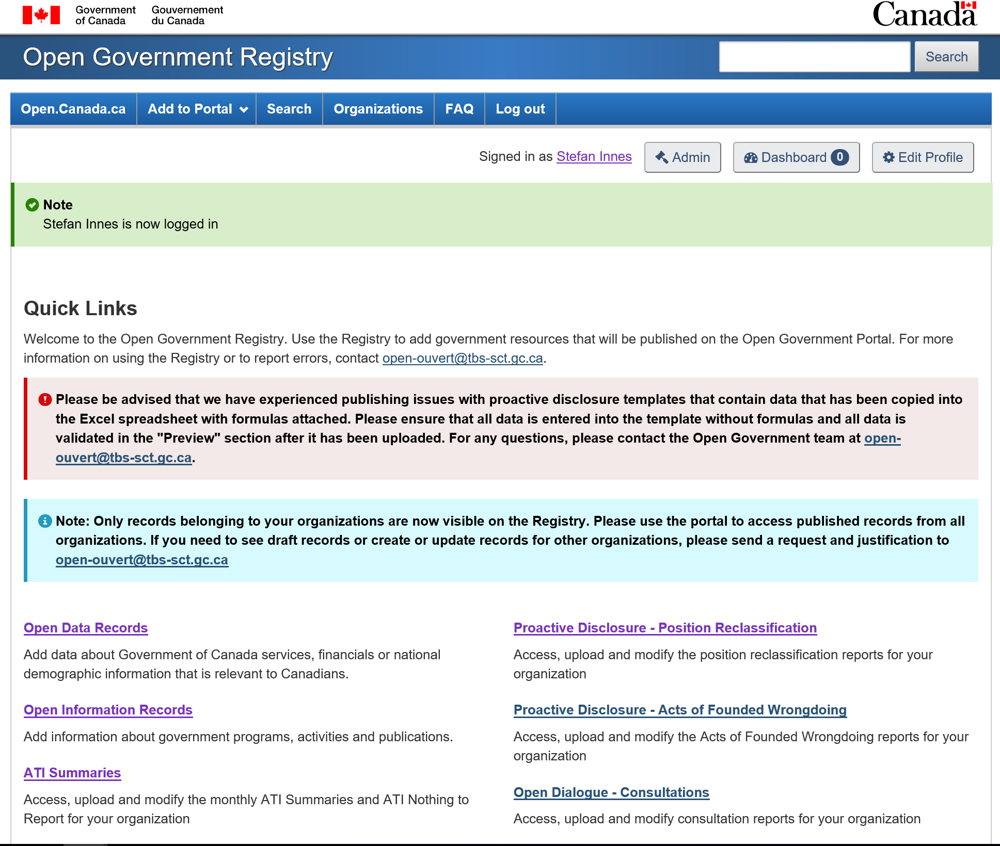 Government of Canada
Gouvernement du Canada
Canada
Open Government Registry
Search
Open.Canada.ca
Add to Portal
Search
Organizations
FAQ
Log out
Signed in as Stefan Innes
Admin
Dashboard 0
Edit Profile
Note
Stefan Innes is now logged in
Quick Links
Welcome to the Open Government Registry. Use the Registry to add government resources that will be published on the Open Government Portal. For more
information on using the Registry or to report errors, contact open-ouvert@tbs-sct.gc.ca.
Please be advised that we have experienced publishing issues with proactive disclosure templates that contain data that has been copied into
the Excel spreadsheet with formulas attached. Please ensure that all data is entered into the template without formulas and all data is
validated in the "Preview" section after it has been uploaded. For any questions, please contact the Open Government team at open-
ouvert@tbs-sct.gc.ca.
Note: Only records belonging to your organizations are now visible on the Registry. Please use the portal to access published records from all
organizations. If you need to see draft records or create or update records for other organizations, please send a request and justification to
open-ouvert@tbs-sct.gc.ca
Open Data Records
Add data about Government of Canada services, financials or national
demographic information that is relevant to Canadians.
Open Information Records
Add information about government programs, activities and publications.
ATI Summaries
Access, upload and modify the monthly ATI Summaries and ATI Nothing to
Report for your organization
Proactive Disclosure - Position Reclassification
Access, upload and modify the position reclassification reports for your
organization
Proactive Disclosure - Acts of Founded Wrongdoing
Access, upload and modify the Acts of Founded Wrongdoing reports for your
organization
Open Dialogue - Consultations
Access, upload and modify consultation reports for your organization